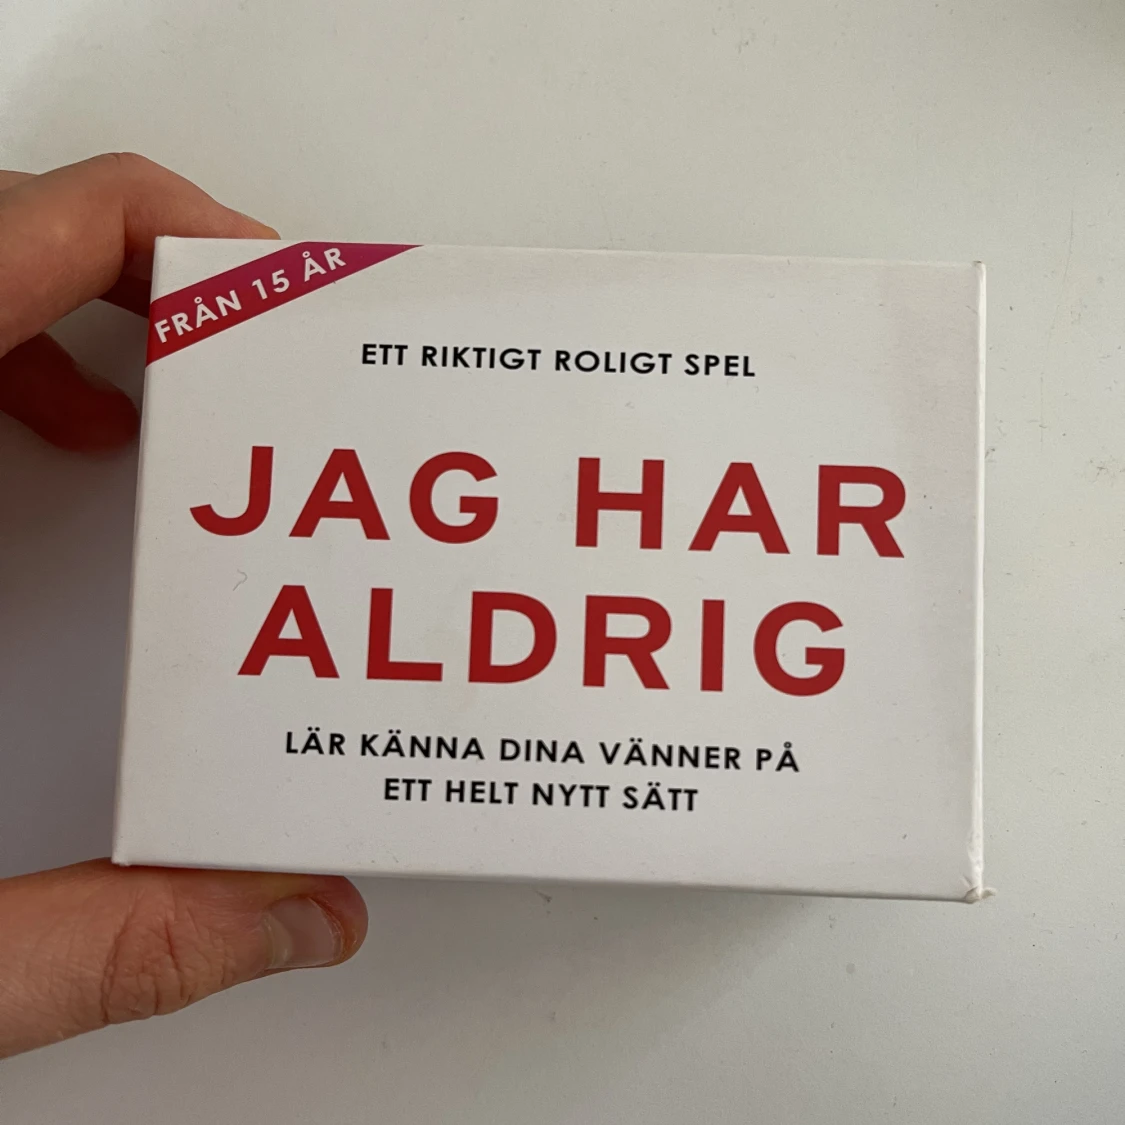 FRÅN 15 ÅR
ETT RIKTIGT ROLIGT SPEL
JAG HAR
ALDRIG
LÄR KÄNNA DINA VÄNNER PÅ
ETT HELT NYTT SÄTT